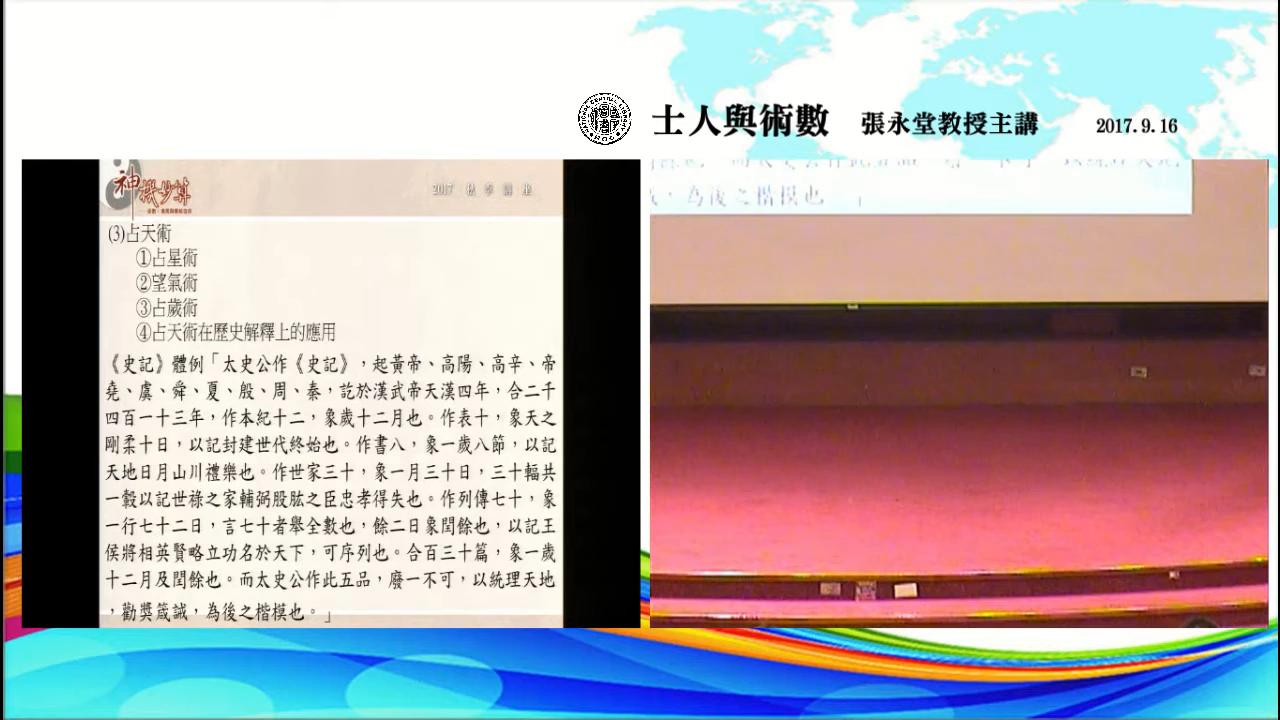 士人與術數 張永堂教授主講 2017.9.16
神機妙算
2017 秋季講座
(3)占天術
①占星術
②望氣術
③占歲術
④占天術在歷史解釋上的應用
《史記》體例「太史公作《史記》，起黃帝、高陽、高辛、帝
堯、虞、舜、夏、殷、周、秦，訖於漢武帝天漢四年，合二千
四百一十三年，作本紀十二，象歲十二月也。作表十，象天之
剛柔十日，以記封建世代終始也。作書八，象一歲八節，以記
天地日月山川禮樂也。作世家三十，象一月三十日，三十輻共
一轂以記世祿之家輔弼股肱之臣忠孝得失也。作列傳七十，象
一行七十二日，言七十者舉全數也，餘二日象閏餘也，以記王
侯將相英賢略立功名於天下，可序列也。合百三十篇，象一歲
十二月及閏餘也。而太史公作此五品，廢一不可，以統理天地
，勸獎箴誡，為後之楷模也。」
，為後之楷模也 」